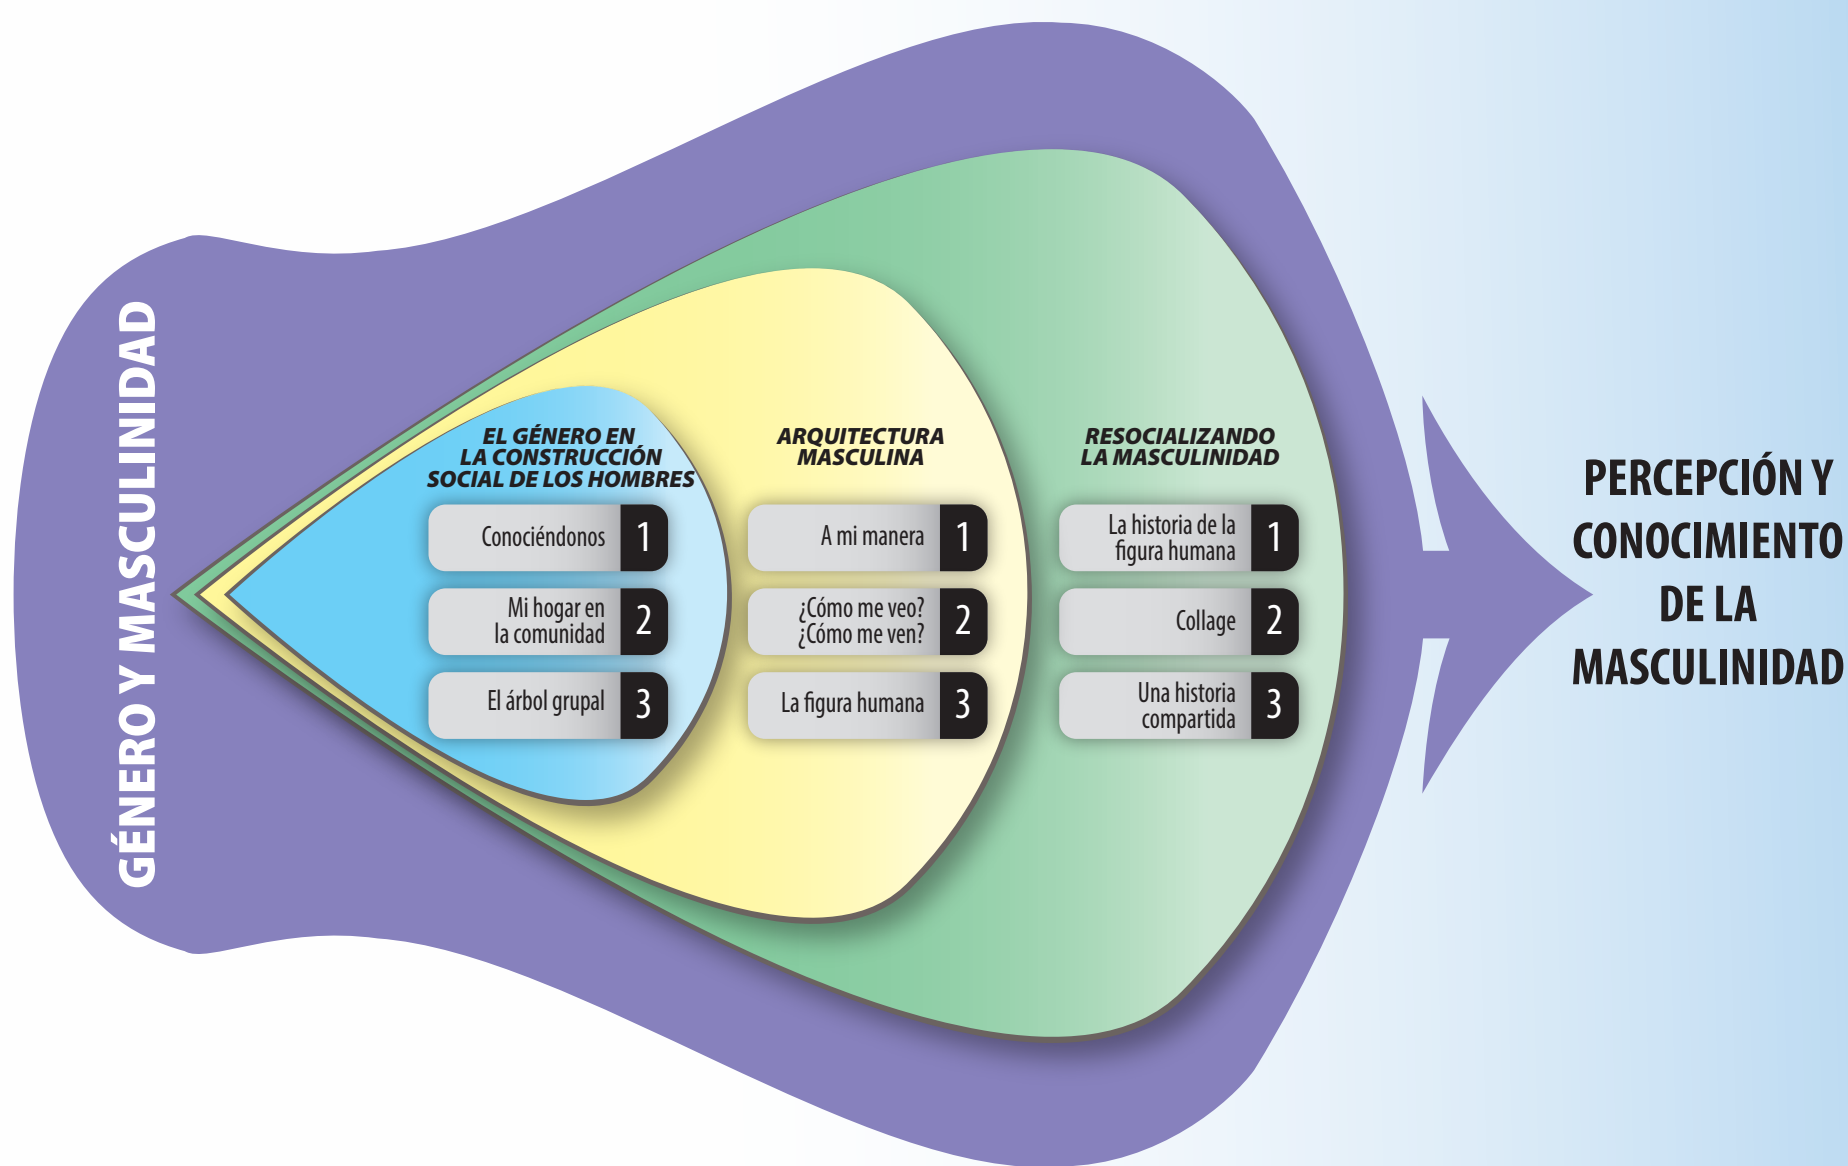 GÉNERO Y MASCULINIDAD
EL GÉNERO EN
LA CONSTRUCCIÓN
SOCIAL DE LOS HOMBRES
Conociéndonos 1
Mi hogar en
la comunidad 2
El árbol grupal 3
ARQUITECTURA
MASCULINA
A mi manera 1
¿Cómo me veo?
¿Cómo me ven? 2
La figura humana 3
RESOCIALIZANDO
LA MASCULINIDAD
La historia de la
figura humana 1
Collage 2
Una historia
compartida 3
PERCEPCIÓN Y
CONOCIMIENTO
DE LA
MASCULINIDAD